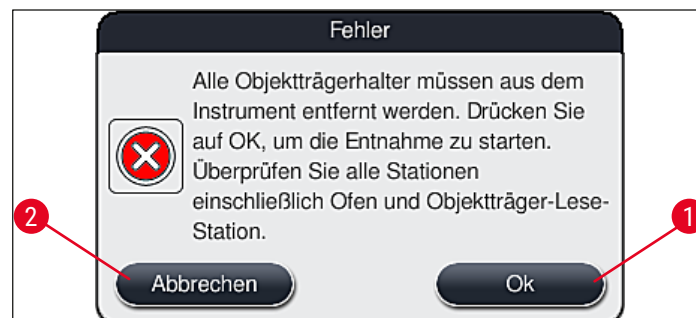 Fehler
Alle Objektträgerhalter müssen aus dem
Instrument entfernt werden. Drücken Sie
auf OK, um die Entnahme zu starten.
Überprüfen Sie alle Stationen
einschließlich Ofen und Objektträger-Lese-
Station.
2
1
Abbrechen
Ok